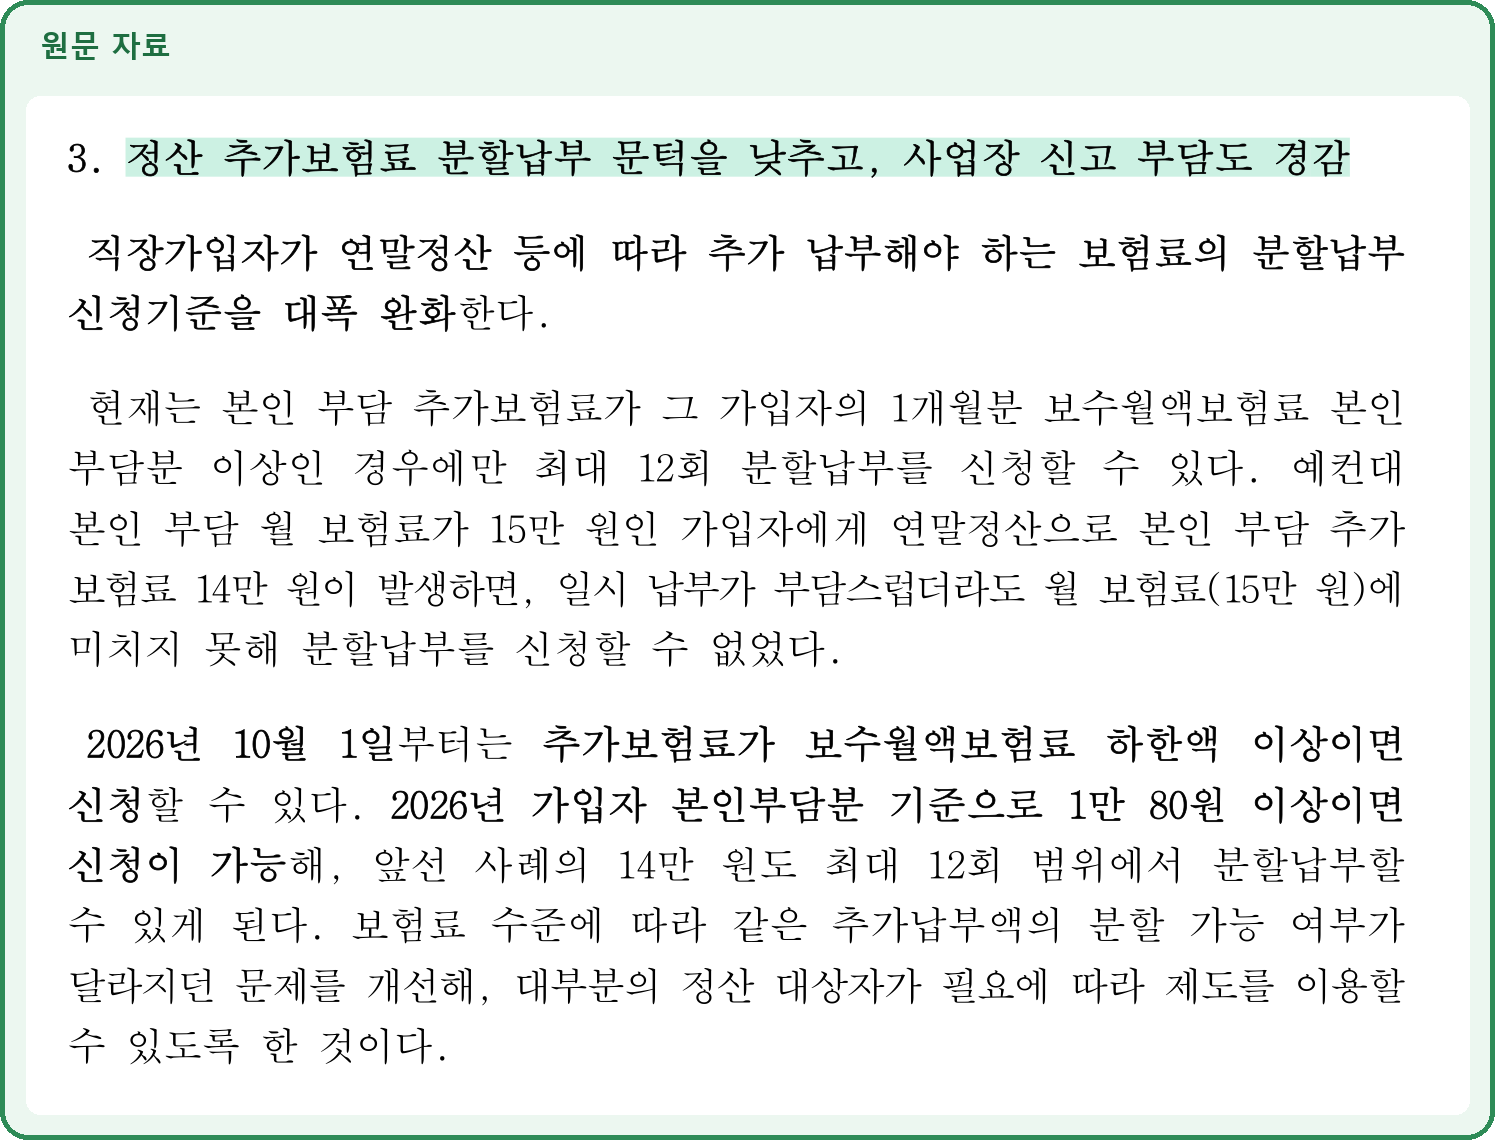 원문 자료
3. 정산 추가보험료 분할납부 문턱을 낮추고, 사업장 신고 부담도 경감
직장가입자가 연말정산 등에 따라 추가 납부해야 하는 보험료의 분할납부
신청기준을 대폭 완화한다.
현재는 본인 부담 추가보험료가 그 가입자의 1개월분 보수월액보험료 본인
부담분 이상인 경우에만 최대 12회 분할납부를 신청할 수 있다. 예컨대
본인 부담 월 보험료가 15만 원인 가입자에게 연말정산으로 본인 부담 추가
보험료 14만 원이 발생하면, 일시 납부가 부담스럽더라도 월 보험료(15만 원)에
미치지 못해 분할납부를 신청할 수 없었다.
2026년 10월 1일부터는 추가보험료가 보수월액보험료 하한액 이상이면
신청할 수 있다. 2026년 가입자 본인부담분 기준으로 1만 80원 이상이면
신청이 가능해, 앞선 사례의 14만 원도 최대 12회 범위에서 분할납부할
수 있게 된다. 보험료 수준에 따라 같은 추가납부액의 분할 가능 여부가
달라지던 문제를 개선해, 대부분의 정산 대상자가 필요에 따라 제도를 이용할
수 있도록 한 것이다.